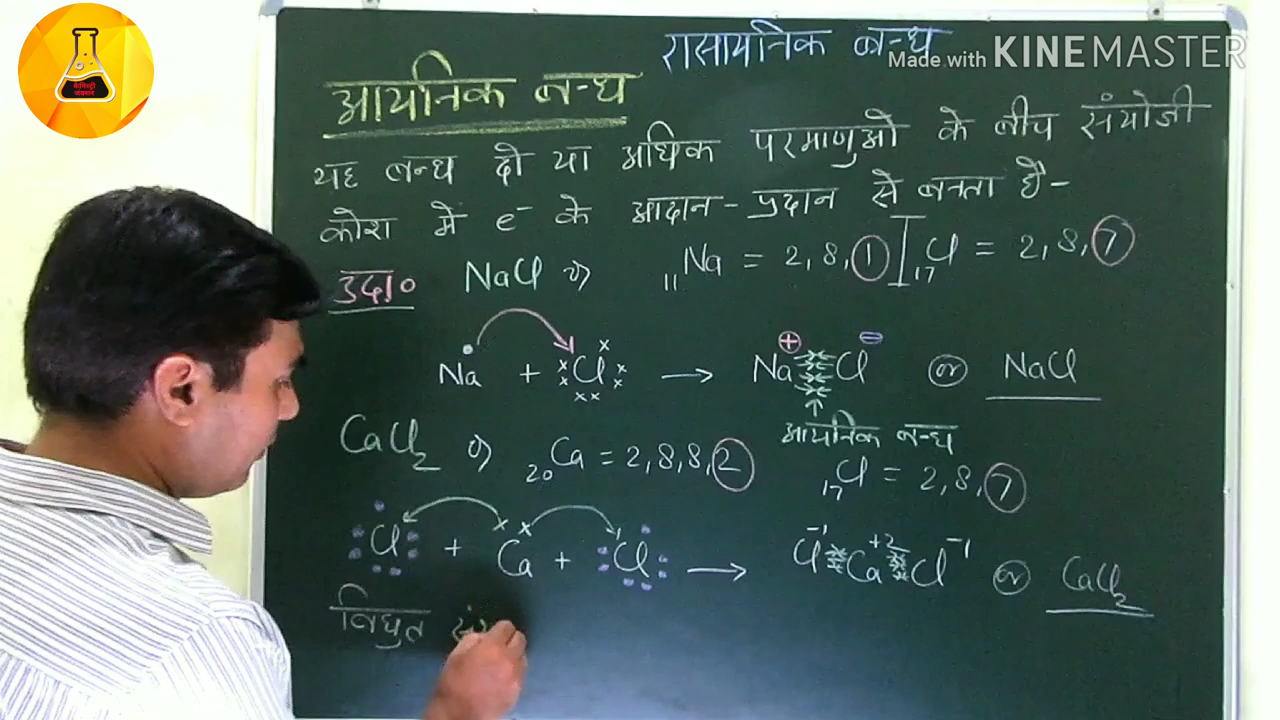 रासायनिक बन्ध
Made with KINEMASTER
आयनिक बन्ध
यह बन्ध दो या अधिक परमाणुओ के बीच संयोजी
कोश मे e⁻ के आदान-प्रदान से बनता है-
उदा० NaCl ⇒ ₁₁Na = 2, 8, 1 ₁₇Cl = 2, 8, 7
Na + Cl → Na⊕ Cl⊖ or NaCl
आयनिक बन्ध
CaCl₂ ⇒ ₂₀Ca = 2, 8, 8, 2 ₁₇Cl = 2, 8, 7
Cl + Ca + Cl → Cl⁻¹ Ca⁺² Cl⁻¹ or CaCl₂
विधुत